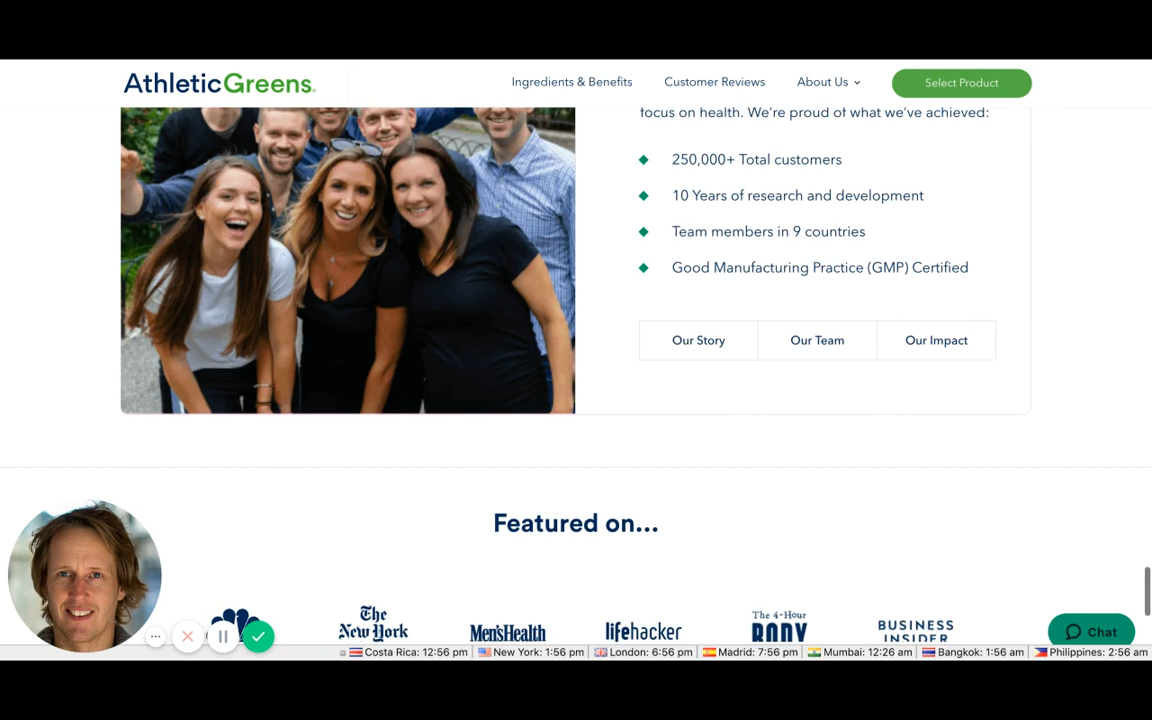 AthleticGreens.
Ingredients & Benefits
Customer Reviews
About Us
Select Product
focus on health. We're proud of what we've achieved:
250,000+ Total customers
10 Years of research and development
Team members in 9 countries
Good Manufacturing Practice (GMP) Certified
Our Story
Our Team
Our Impact
Featured on...
The
New York
Men'sHealth
lifehacker
The 4-Hour
BODY
BUSINESS
INSIDER
Chat
Costa Rica: 12:56 pm
New York: 1:56 pm
London: 6:56 pm
Madrid: 7:56 pm
Mumbai: 12:26 am
Bangkok: 1:56 am
Philippines: 2:56 am